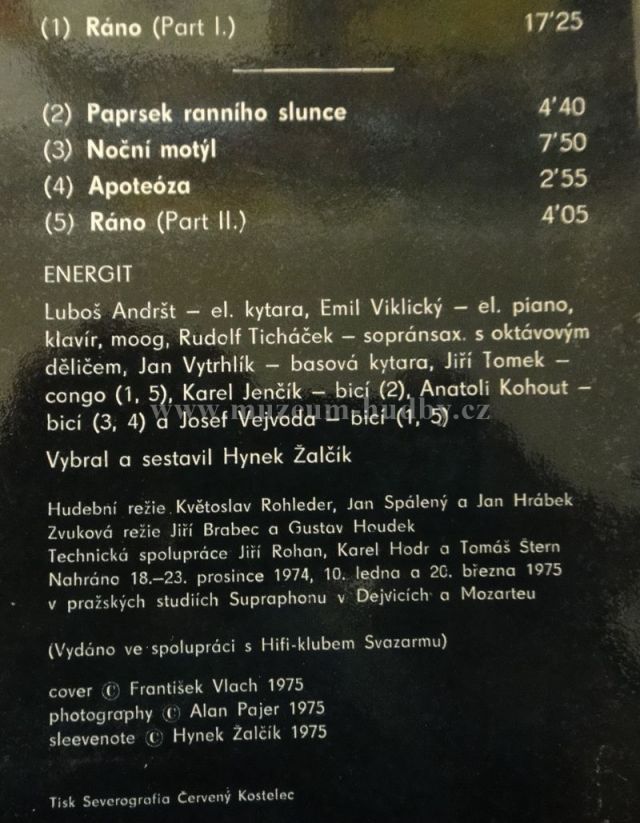 (1) Ráno (Part I.) 17'25
(2) Paprsek ranního slunce 4'40
(3) Noční motýl 7'50
(4) Apoteóza 2'55
(5) Ráno (Part II.) 4'05
ENERGIT
Luboš Andršt – el. kytara, Emil Viklický – el. piano,
klavír, moog, Rudolf Ticháček – sopránsax. s oktávovým
děličem, Jan Vytrhlík – basová kytara, Jiří Tomek –
congo (1, 5), Karel Jenčík – bicí (2), Anatoli Kohout –
www.muzeum-hudby.cz
bicí (3, 4) a Josef Vejvoda – bicí (1, 5)
Vybral a sestavil Hynek Žalčík
Hudební režie Květoslav Rohleder, Jan Spálený a Jan Hrábek
Zvuková režie Jiří Brabec a Gustav Houdek
Technická spolupráce Jiří Rohan, Karel Hodr a Tomáš Štern
Nahráno 18.–23. prosince 1974, 10. ledna a 20. března 1975
v pražských studiích Supraphonu v Dejvicích a Mozarteu
(Vydáno ve spolupráci s Hifi-klubem Svazarmu)
cover © František Vlach 1975
photography © Alan Pajer 1975
sleevenote © Hynek Žalčík 1975
Tisk Severografia Červený Kostelec